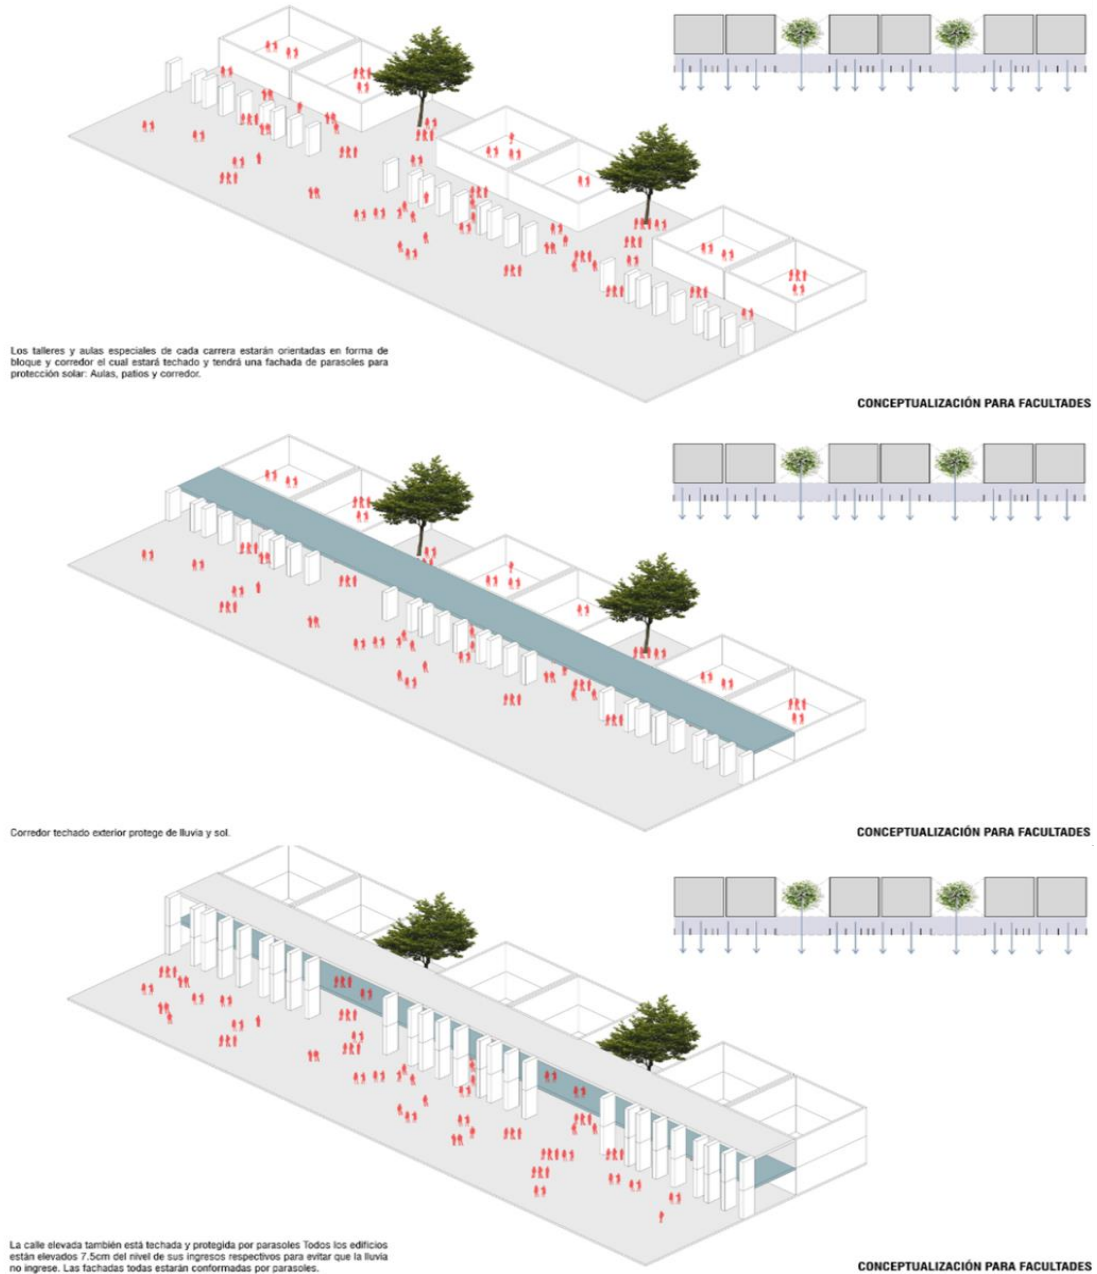 Los talleres y aulas especiales de cada carrera estarán orientadas en forma de
bloque y corredor el cual estará techado y tendrá una fachada de parasoles para
protección solar: Aulas, patios y corredor.
CONCEPTUALIZACIÓN PARA FACULTADES
Corredor techado exterior protege de lluvia y sol.
CONCEPTUALIZACIÓN PARA FACULTADES
La calle elevada también está techada y protegida por parasoles Todos los edificios
están elevados 7.5cm del nivel de sus ingresos respectivos para evitar que la lluvia
no ingrese. Las fachadas todas estarán conformadas por parasoles.
CONCEPTUALIZACIÓN PARA FACULTADES